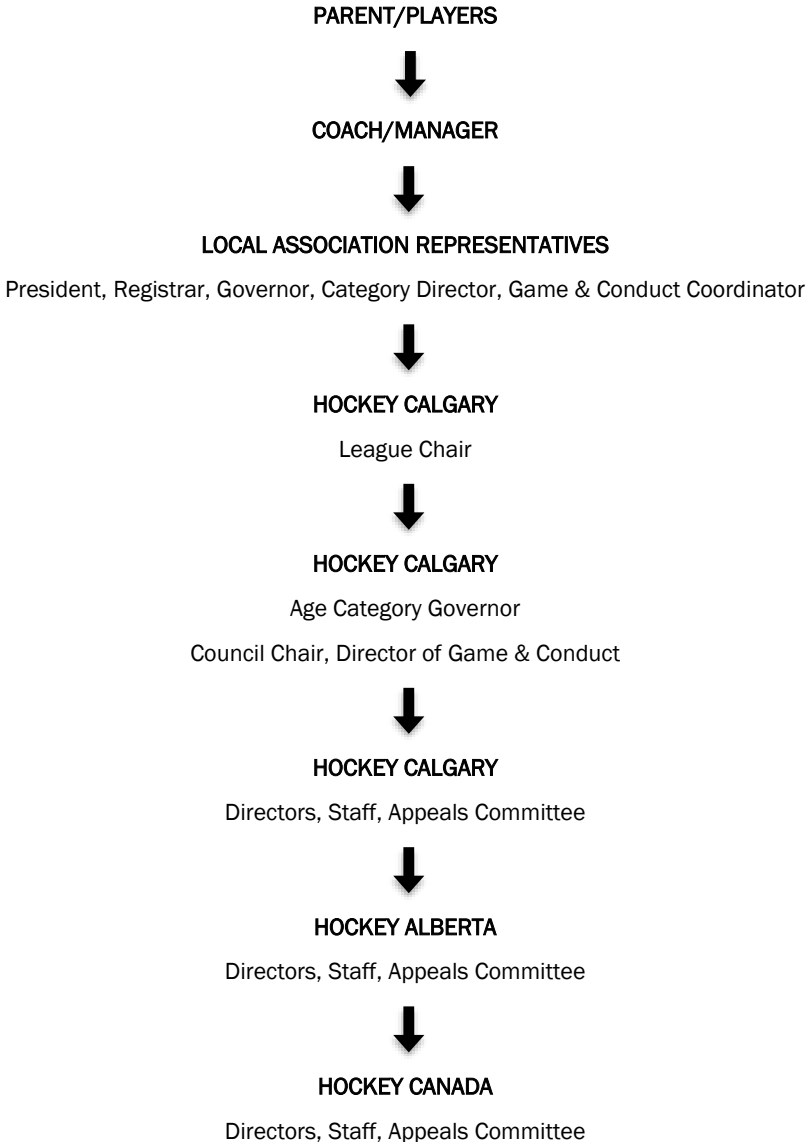 PARENT/PLAYERS
COACH/MANAGER
LOCAL ASSOCIATION REPRESENTATIVES
President, Registrar, Governor, Category Director, Game & Conduct Coordinator
HOCKEY CALGARY
League Chair
HOCKEY CALGARY
Age Category Governor
Council Chair, Director of Game & Conduct
HOCKEY CALGARY
Directors, Staff, Appeals Committee
HOCKEY ALBERTA
Directors, Staff, Appeals Committee
HOCKEY CANADA
Directors, Staff, Appeals Committee